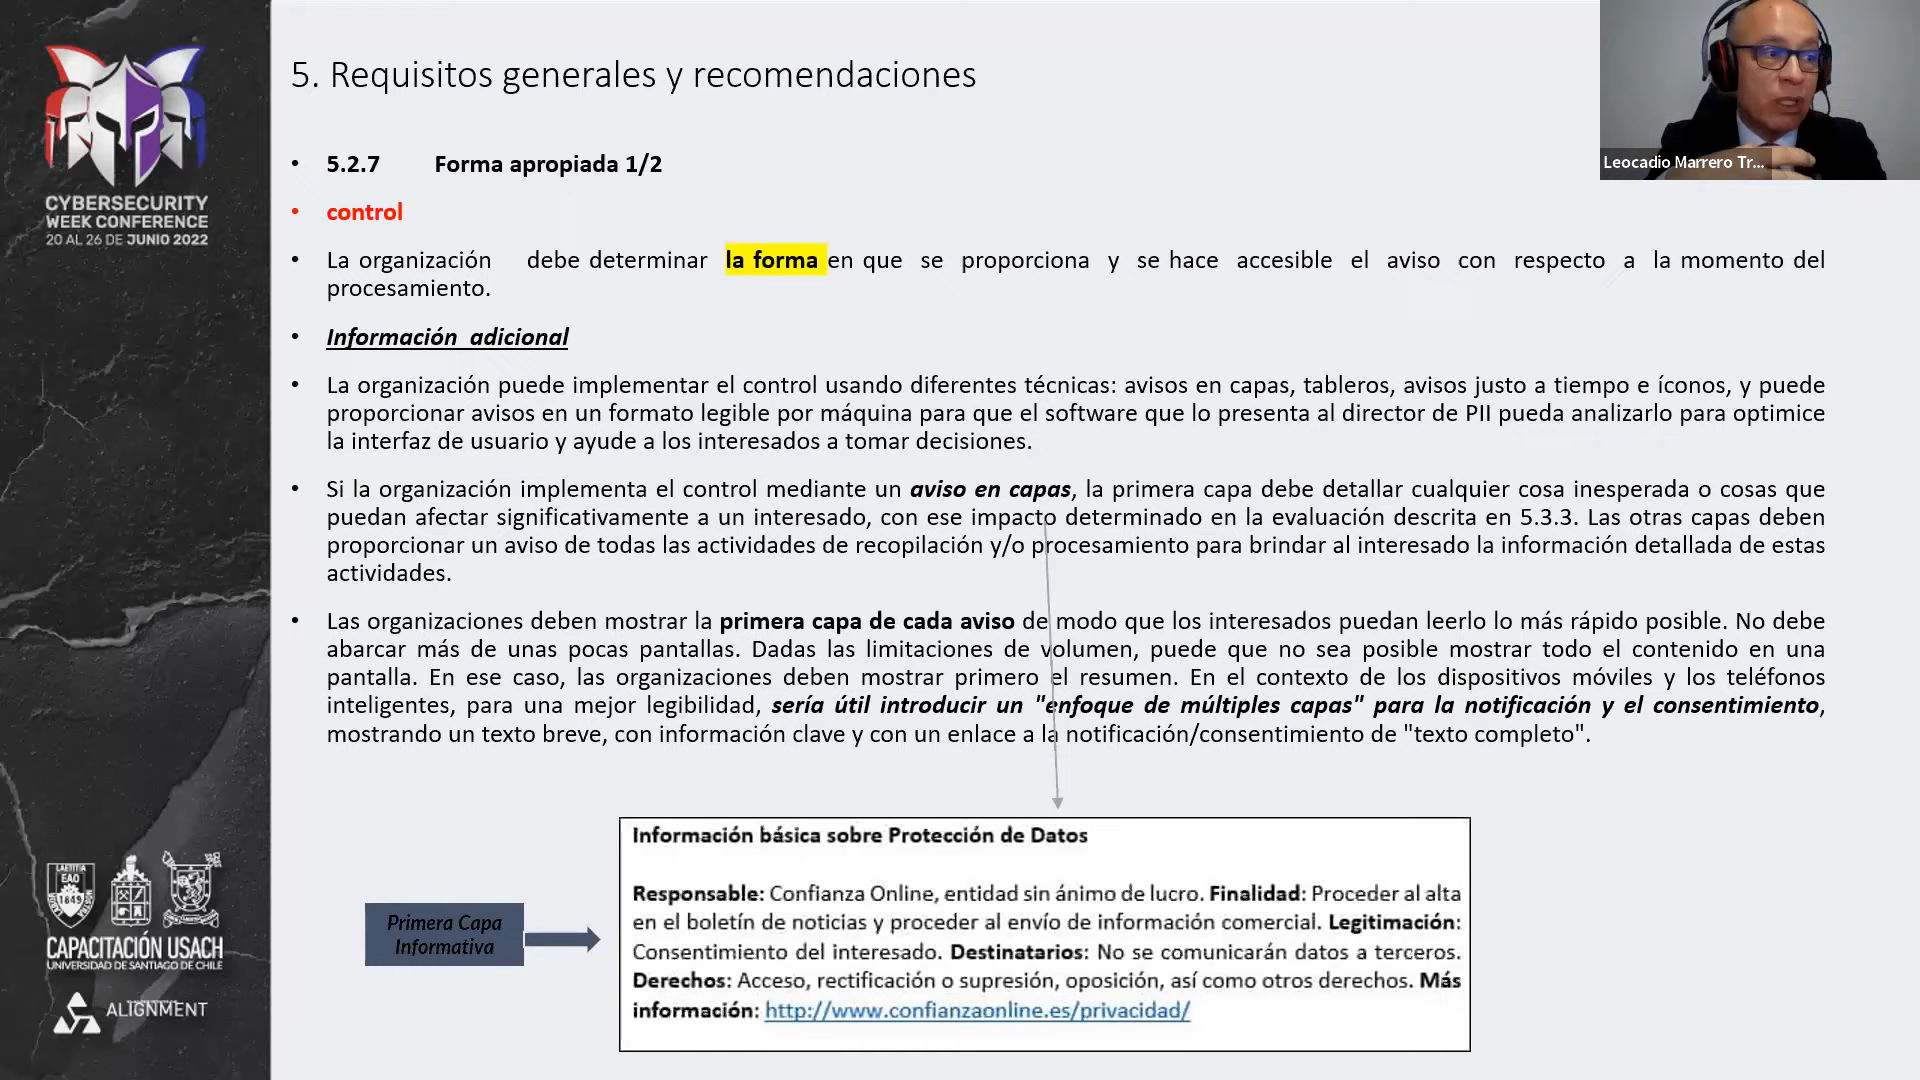 5. Requisitos generales y recomendaciones
Leocadio Marrero Tr...
• 5.2.7 Forma apropiada 1/2
• control
• La organización debe determinar la forma en que se proporciona y se hace accesible el aviso con respecto a la momento del
procesamiento.
• Información adicional
• La organización puede implementar el control usando diferentes técnicas: avisos en capas, tableros, avisos justo a tiempo e íconos, y puede
proporcionar avisos en un formato legible por máquina para que el software que lo presenta al director de PII pueda analizarlo para optimice
la interfaz de usuario y ayude a los interesados a tomar decisiones.
• Si la organización implementa el control mediante un aviso en capas, la primera capa debe detallar cualquier cosa inesperada o cosas que
puedan afectar significativamente a un interesado, con ese impacto determinado en la evaluación descrita en 5.3.3. Las otras capas deben
proporcionar un aviso de todas las actividades de recopilación y/o procesamiento para brindar al interesado la información detallada de estas
actividades.
• Las organizaciones deben mostrar la primera capa de cada aviso de modo que los interesados puedan leerlo lo más rápido posible. No debe
abarcar más de unas pocas pantallas. Dadas las limitaciones de volumen, puede que no sea posible mostrar todo el contenido en una
pantalla. En ese caso, las organizaciones deben mostrar primero el resumen. En el contexto de los dispositivos móviles y los teléfonos
inteligentes, para una mejor legibilidad, sería útil introducir un "enfoque de múltiples capas" para la notificación y el consentimiento,
mostrando un texto breve, con información clave y con un enlace a la notificación/consentimiento de "texto completo".
Primera Capa
Informativa
Información básica sobre Protección de Datos
Responsable: Confianza Online, entidad sin ánimo de lucro. Finalidad: Proceder al alta
en el boletín de noticias y proceder al envío de información comercial. Legitimación:
Consentimiento del interesado. Destinatarios: No se comunicarán datos a terceros.
Derechos: Acceso, rectificación o supresión, oposición, así como otros derechos. Más
información: http://www.confianzaonline.es/privacidad/
CYBERSECURITY
WEEK CONFERENCE
20 AL 26 DE JUNIO 2022
LAETITIA
EAO
1849
CAPACITACIÓN USACH
UNIVERSIDAD DE SANTIAGO DE CHILE
ALIGNMENT